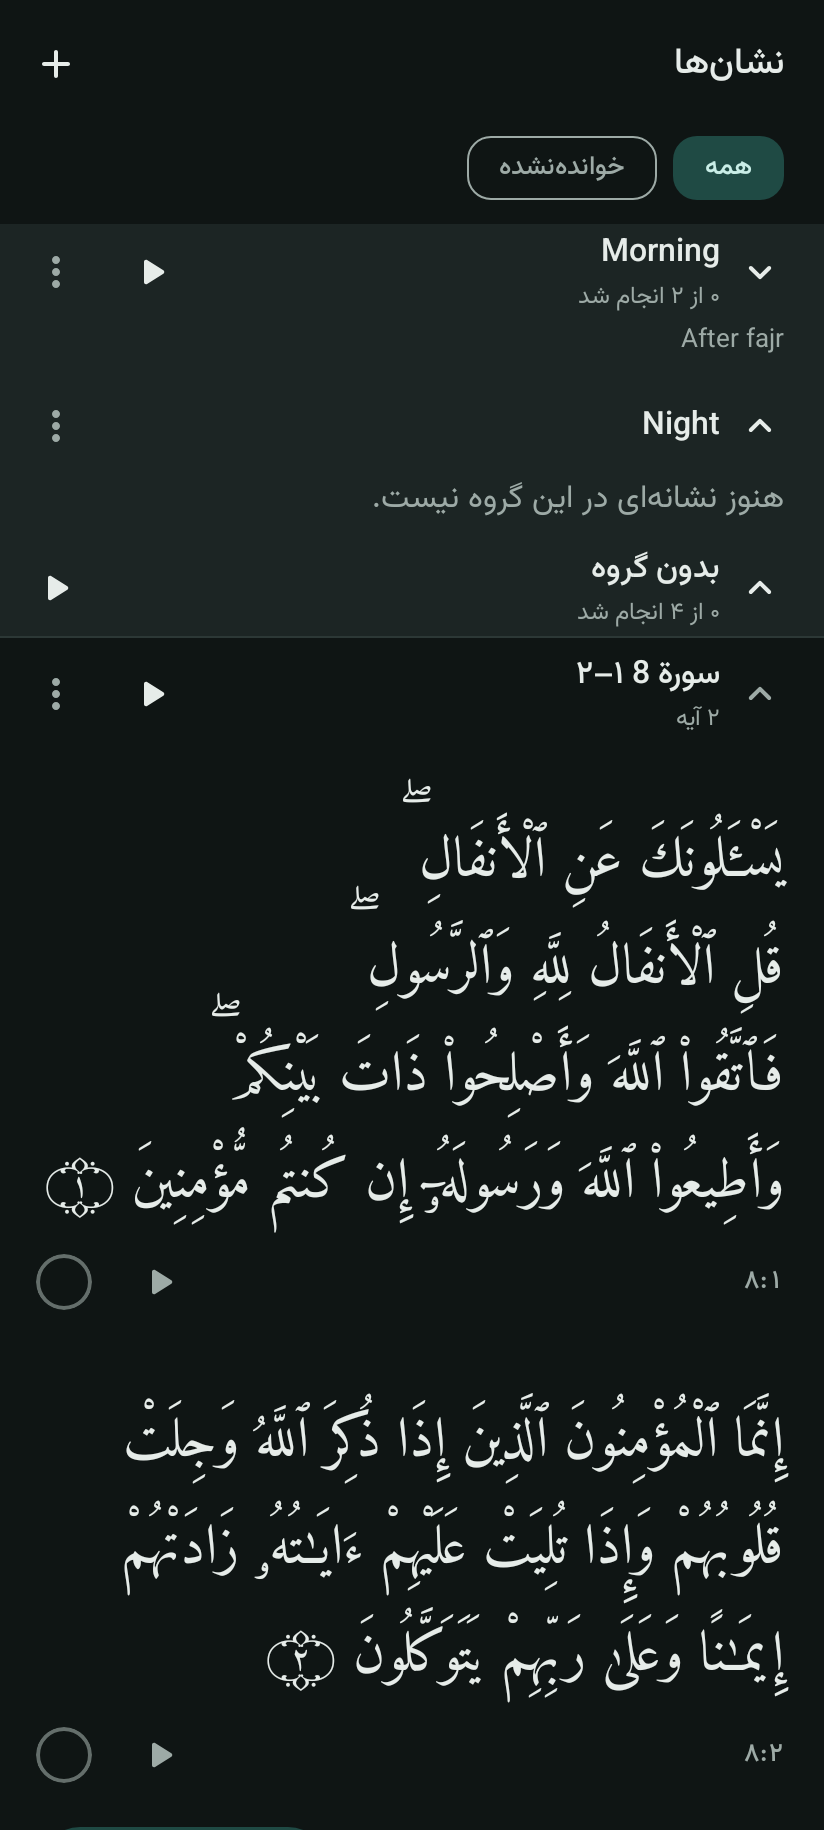 نشان‌ها
همه
خوانده‌نشده
Morning
۰ از ۲ انجام شد
After fajr
Night
هنوز نشانه‌ای در این گروه نیست.
بدون گروه
۰ از ۴ انجام شد
سورة 8 ۱–۲
۲ آیه
يَسْـَٔلُونَكَ عَنِ ٱلْأَنفَالِ ۖ
قُلِ ٱلْأَنفَالُ لِلَّهِ وَٱلرَّسُولِ ۖ
فَٱتَّقُوا۟ ٱللَّهَ وَأَصْلِحُوا۟ ذَاتَ بَيْنِكُمْ ۖ
وَأَطِيعُوا۟ ٱللَّهَ وَرَسُولَهُۥٓ إِن كُنتُم مُّؤْمِنِينَ ۝١
۸:۱
إِنَّمَا ٱلْمُؤْمِنُونَ ٱلَّذِينَ إِذَا ذُكِرَ ٱللَّهُ وَجِلَتْ
قُلُوبُهُمْ وَإِذَا تُلِيَتْ عَلَيْهِمْ ءَايَـٰتُهُۥ زَادَتْهُمْ
إِيمَـٰنًا وَعَلَىٰ رَبِّهِمْ يَتَوَكَّلُونَ ۝٢
۸:۲